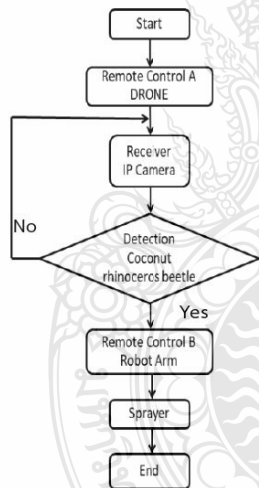 Start
Remote Control A
DRONE
Receiver
IP Camera
No
Detection
Coconut
rhinoceros beetle
Yes
Remote Control B
Robot Arm
Sprayer
End